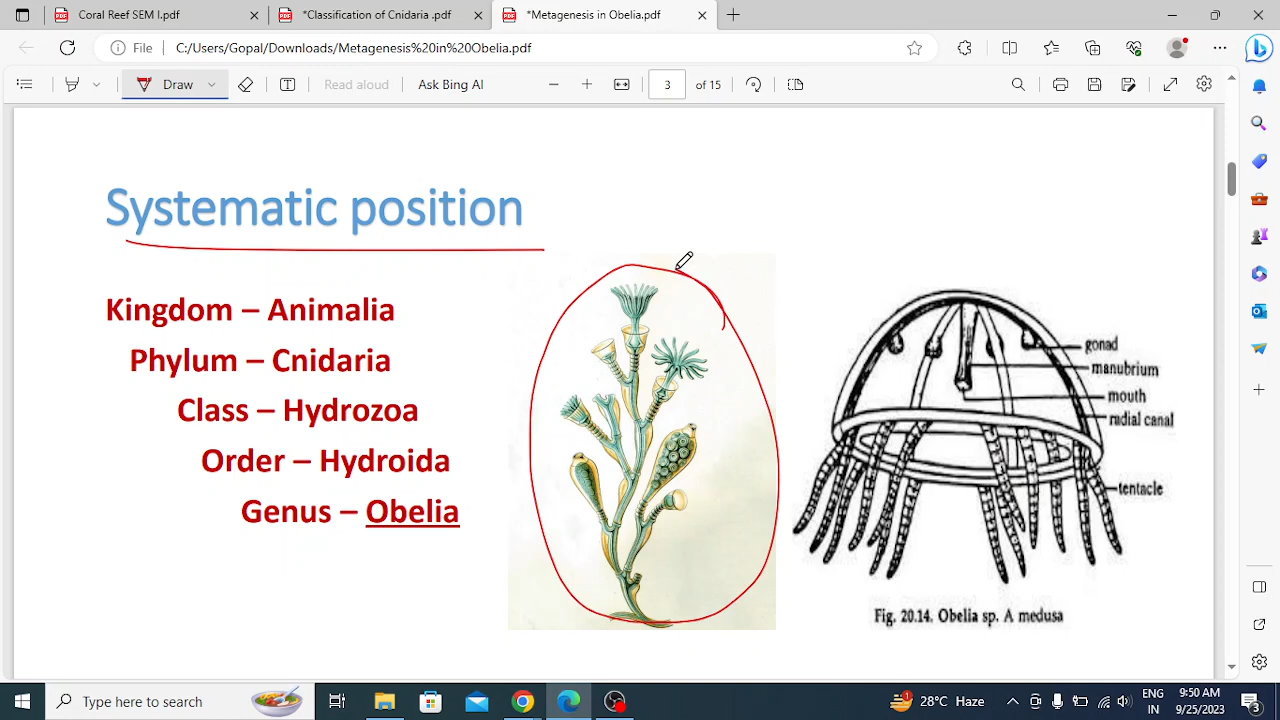 Coral Reef SEM I.pdf
*Classification of Cnidaria .pdf
*Metagenesis in Obelia.pdf
File
C:/Users/Gopal/Downloads/Metagenesis%20in%20Obelia.pdf
Draw
Read aloud
Ask Bing AI
3 of 15
Systematic position
Kingdom – Animalia
Phylum – Cnidaria
Class – Hydrozoa
Order – Hydroida
Genus – Obelia
gonad
manubrium
mouth
radial canal
tentacle
Fig. 20.14. Obelia sp. A medusa
Type here to search
1
28°C Haze
ENG
IN
9:50 AM
9/25/2023
3